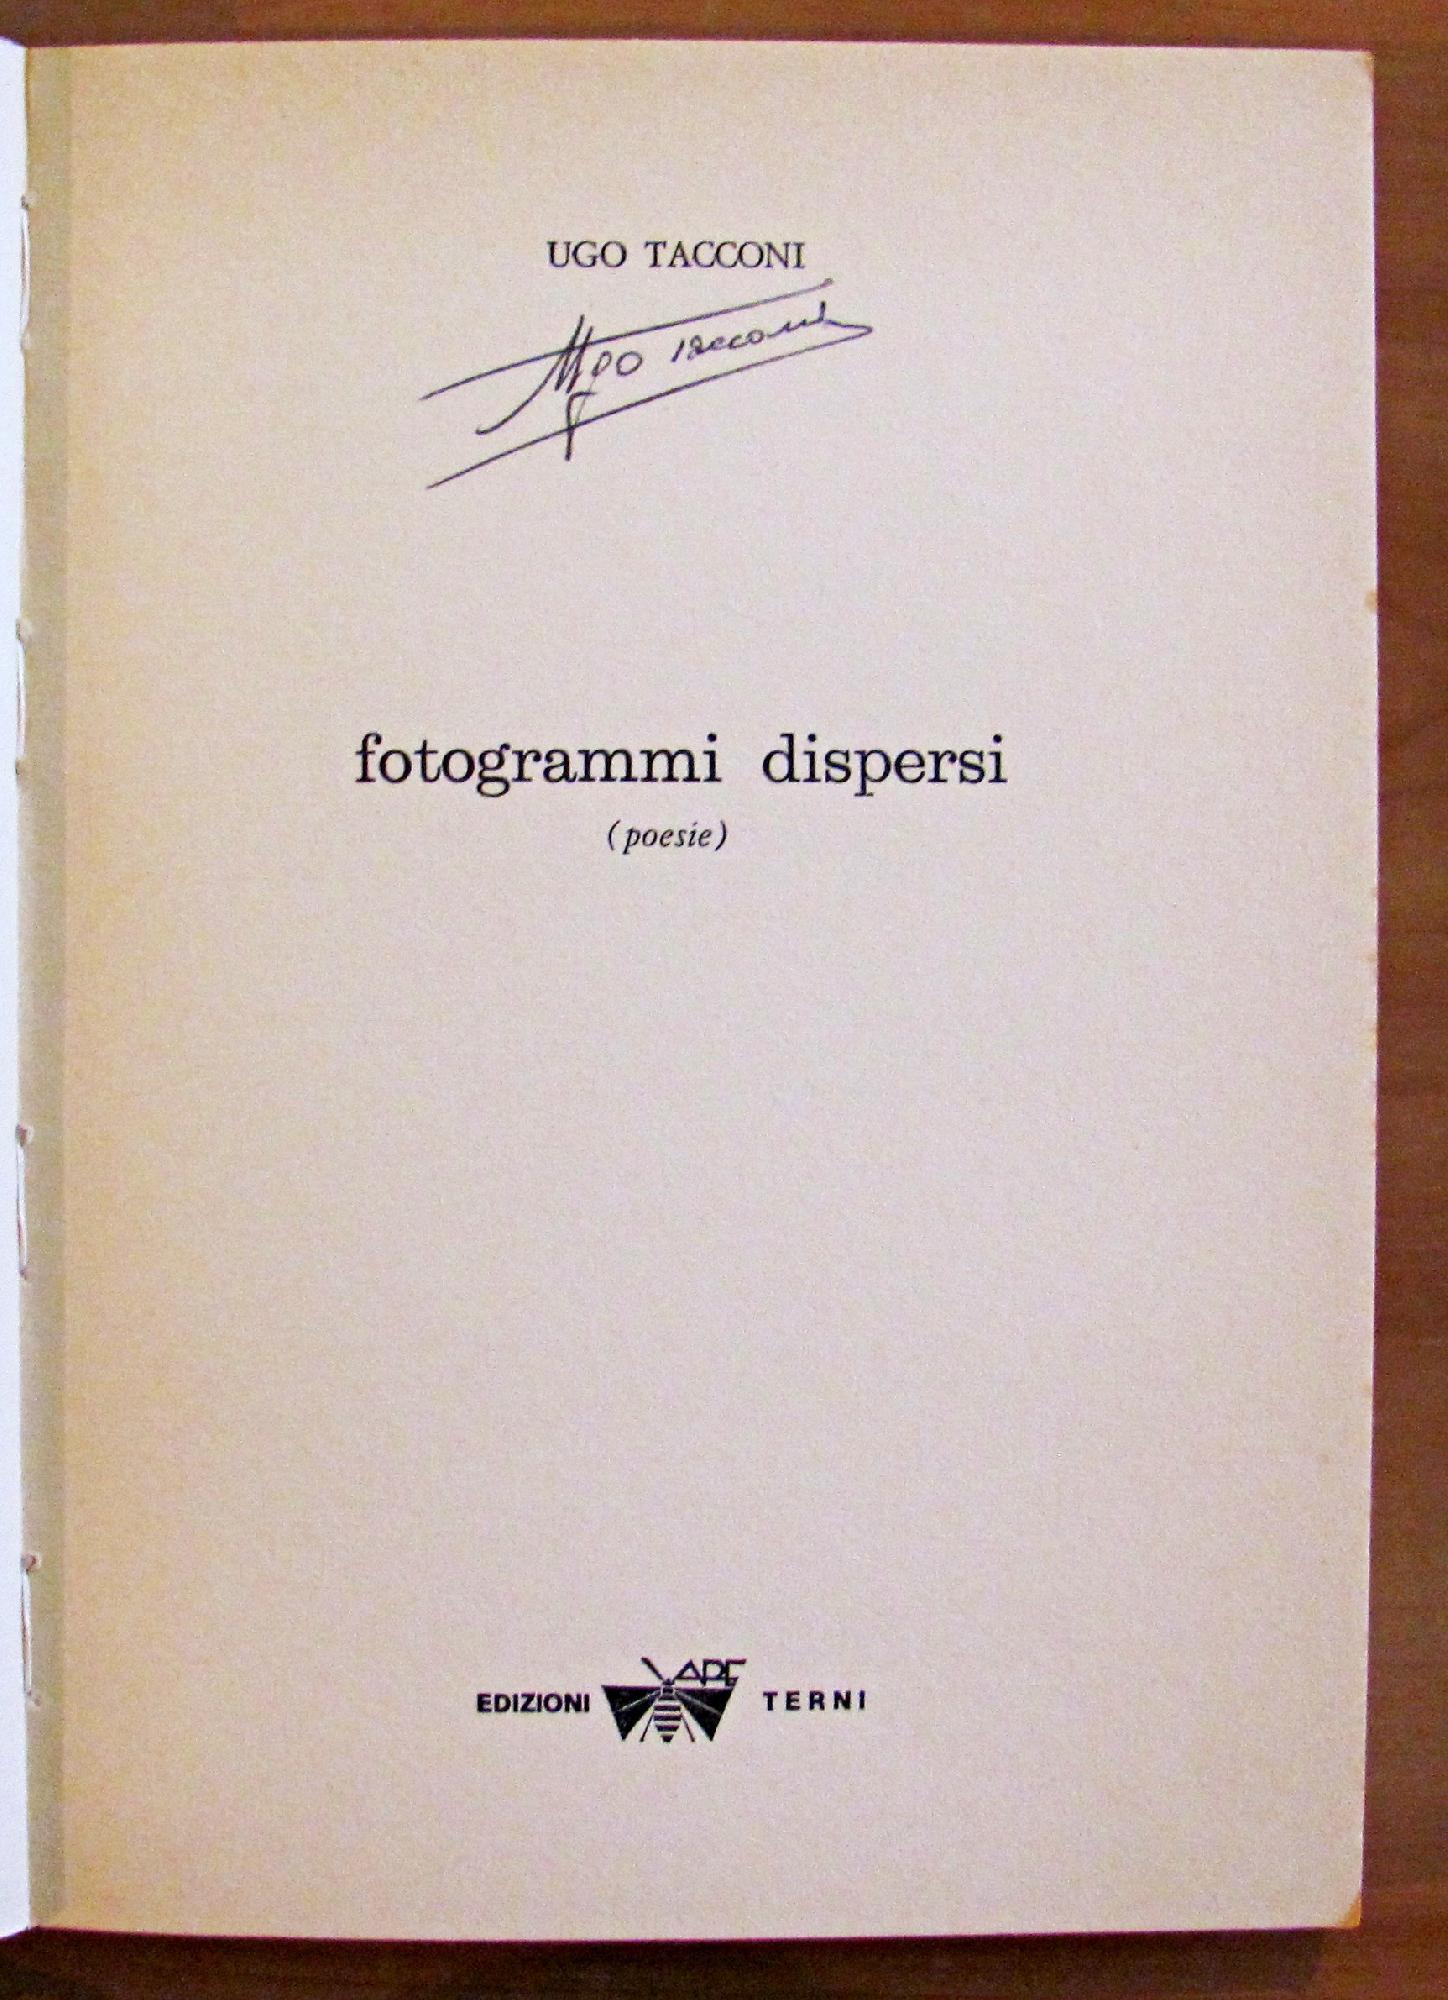 UGO TACCONI
Ugo Tacconi
fotogrammi dispersi
(poesie)
EDIZIONI APE TERNI